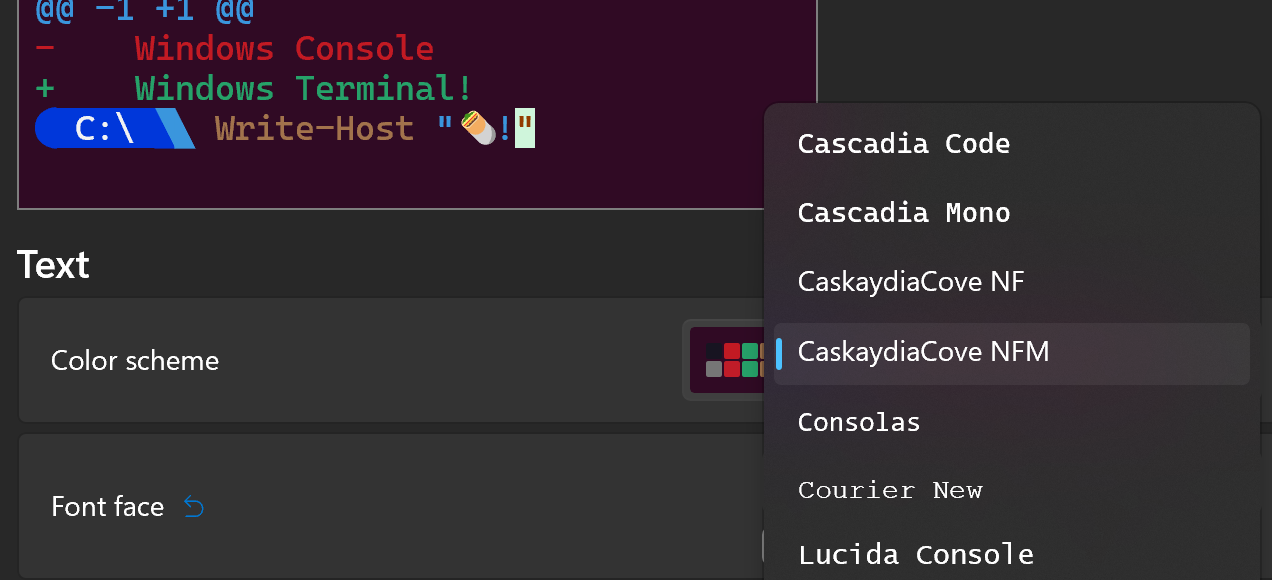 @@ -1 +1 @@
-    Windows Console
+    Windows Terminal!
C:\ Write-Host "🌯!"
Text
Color scheme
Font face
Cascadia Code
Cascadia Mono
CaskaydiaCove NF
CaskaydiaCove NFM
Consolas
Courier New
Lucida Console